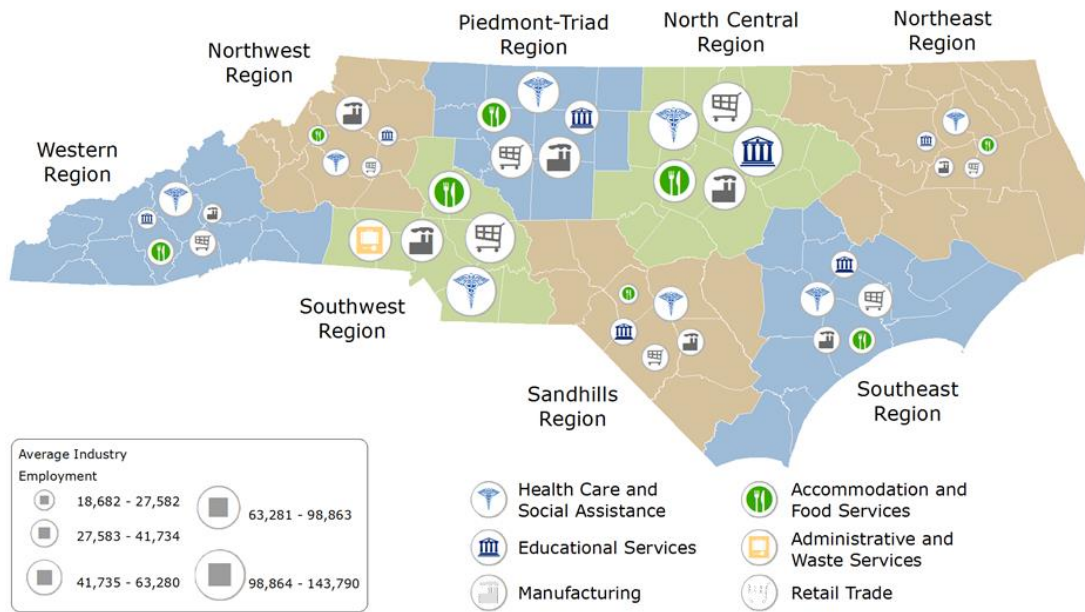 Piedmont-Triad
Region
North Central
Region
Northeast
Region
Northwest
Region
Western
Region
Southwest
Region
Sandhills
Region
Southeast
Region
Average Industry
Employment
18,682 - 27,582
27,583 - 41,734
41,735 - 63,280
63,281 - 98,863
98,864 - 143,790
Health Care and
Social Assistance
Educational Services
Manufacturing
Accommodation and
Food Services
Administrative and
Waste Services
Retail Trade